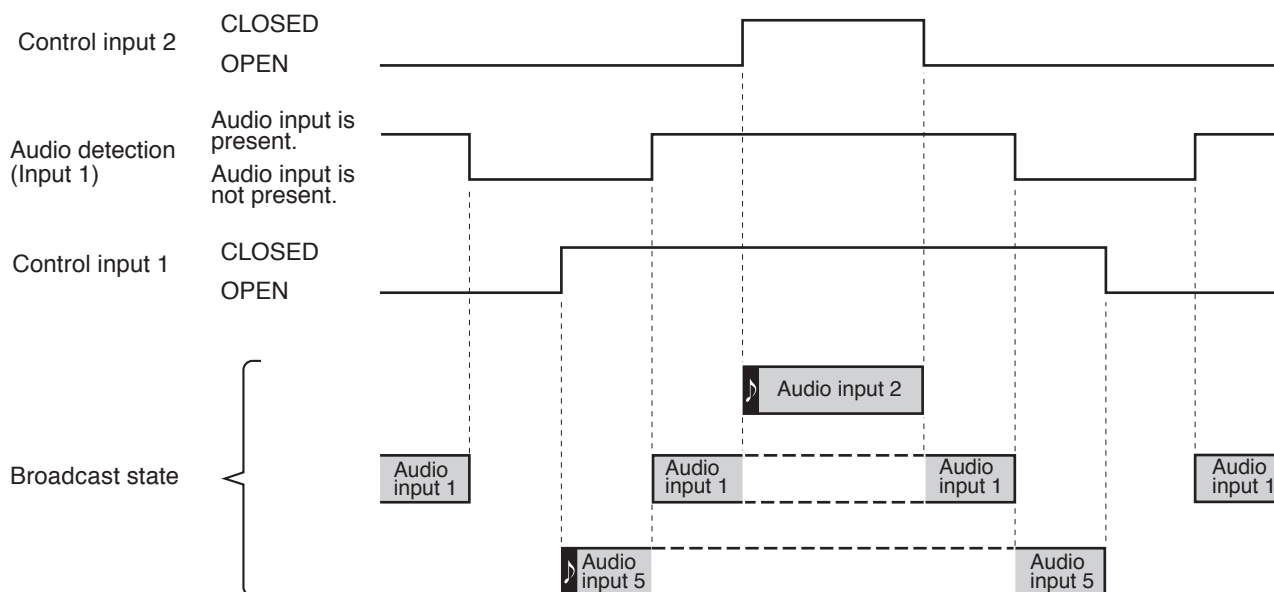 Control input 2
CLOSED
OPEN
Audio detection
(Input 1)
Audio input is
present.
Audio input is
not present.
Control input 1
CLOSED
OPEN
Broadcast state
Audio input 2
Audio
input 1
Audio
input 1
Audio
input 1
Audio
input 1
Audio
input 5
Audio
input 5